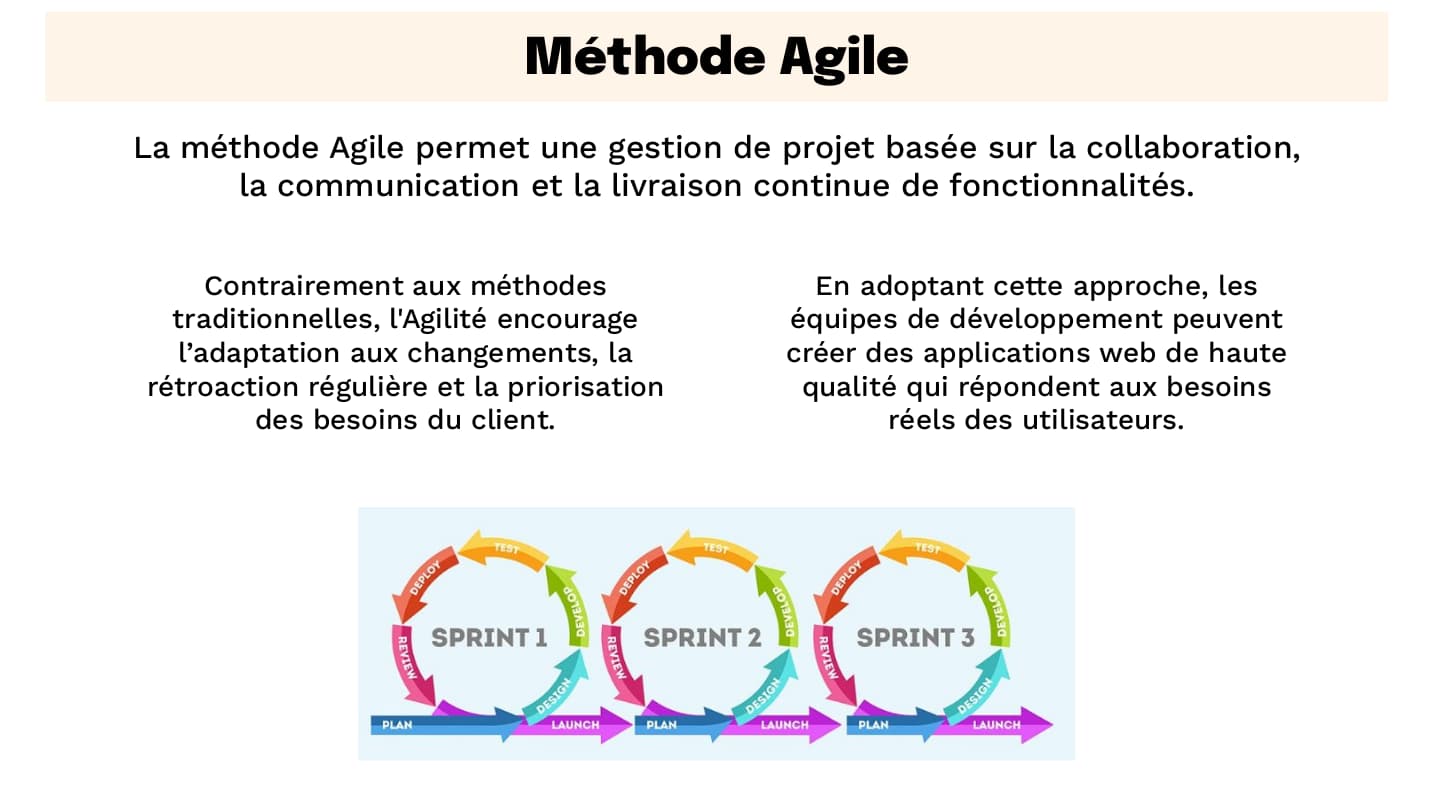 Méthode Agile
La méthode Agile permet une gestion de projet basée sur la collaboration,
la communication et la livraison continue de fonctionnalités.
Contrairement aux méthodes
traditionnelles, l'Agilité encourage
l’adaptation aux changements, la
rétroaction régulière et la priorisation
des besoins du client.
En adoptant cette approche, les
équipes de développement peuvent
créer des applications web de haute
qualité qui répondent aux besoins
réels des utilisateurs.
PLAN
DESIGN
DEVELOP
TEST
DEPLOY
REVIEW
LAUNCH
SPRINT 1
PLAN
DESIGN
DEVELOP
TEST
DEPLOY
REVIEW
LAUNCH
SPRINT 2
PLAN
DESIGN
DEVELOP
TEST
DEPLOY
REVIEW
LAUNCH
SPRINT 3